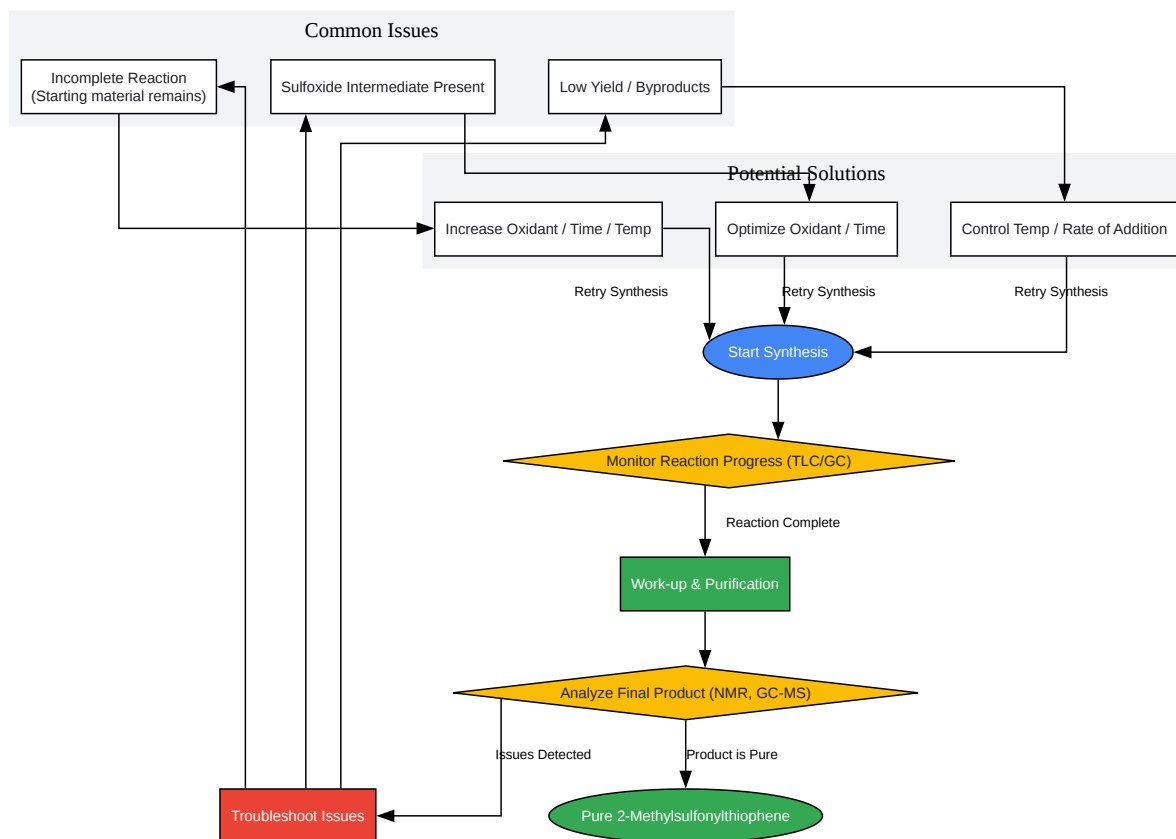 Common Issues
Incomplete Reaction
(Starting material remains)
Sulfoxide Intermediate Present
Low Yield / Byproducts
Potential Solutions
Increase Oxidant / Time / Temp
Optimize Oxidant / Time
Control Temp / Rate of Addition
Retry Synthesis
Retry Synthesis
Retry Synthesis
Start Synthesis
Monitor Reaction Progress (TLC/GC)
Reaction Complete
Work-up & Purification
Analyze Final Product (NMR, GC-MS)
Issues Detected
Product is Pure
Troubleshoot Issues
Pure 2-Methylsulfonylthiophene